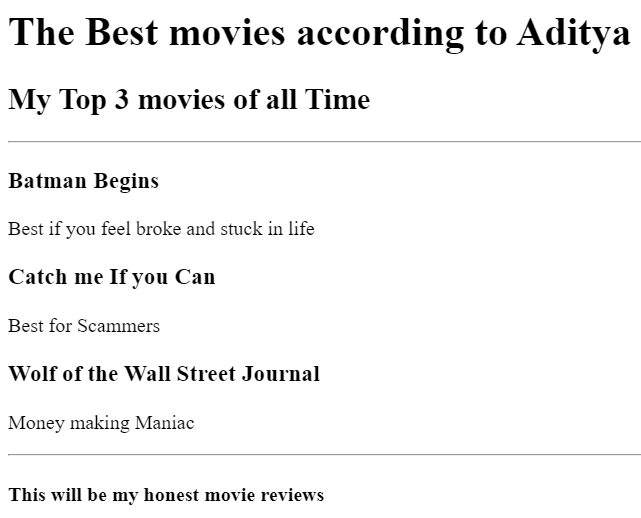 The Best movies according to Aditya
My Top 3 movies of all Time
Batman Begins
Best if you feel broke and stuck in life
Catch me If you Can
Best for Scammers
Wolf of the Wall Street Journal
Money making Maniac
This will be my honest movie reviews